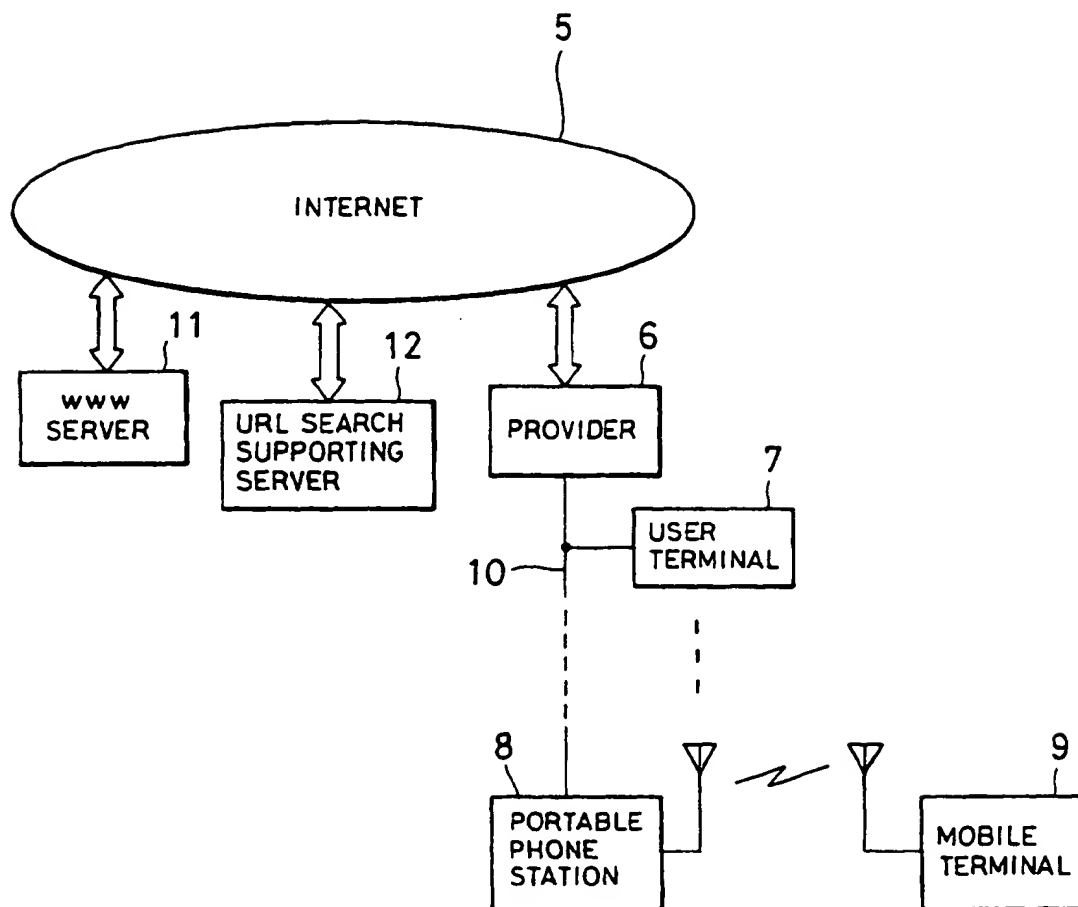 5
INTERNET
11
12
6
WWW
SERVER
URL SEARCH
SUPPORTING
SERVER
PROVIDER
7
USER
TERMINAL
10
8
9
PORTABLE
PHONE
STATION
MOBILE
TERMINAL